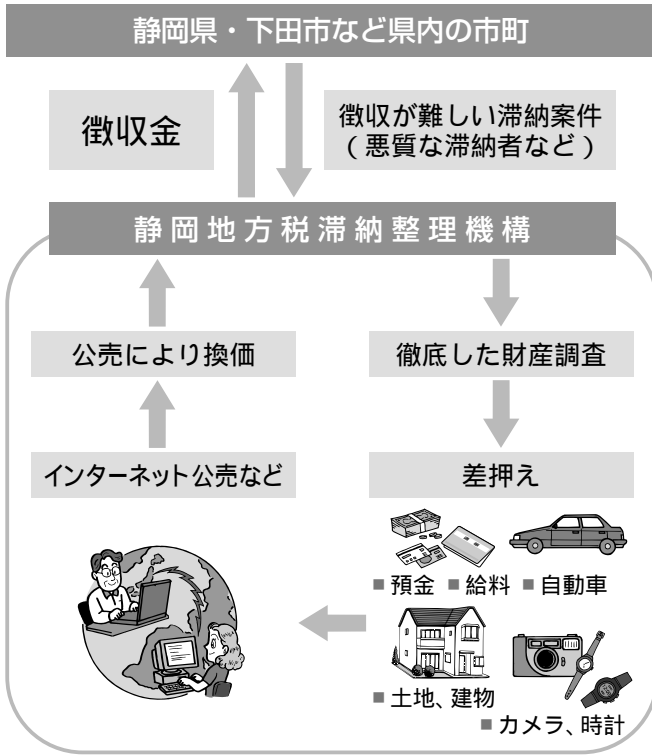 静岡県・下田市など県内の市町
徴収金
徴収が難しい滞納案件
(悪質な滞納者など)
静岡地方税滞納整理機構
公売により換価
徹底した財産調査
インターネット公売など
差押え
■預金 ■給料 ■自動車
■土地、建物
■カメラ、時計